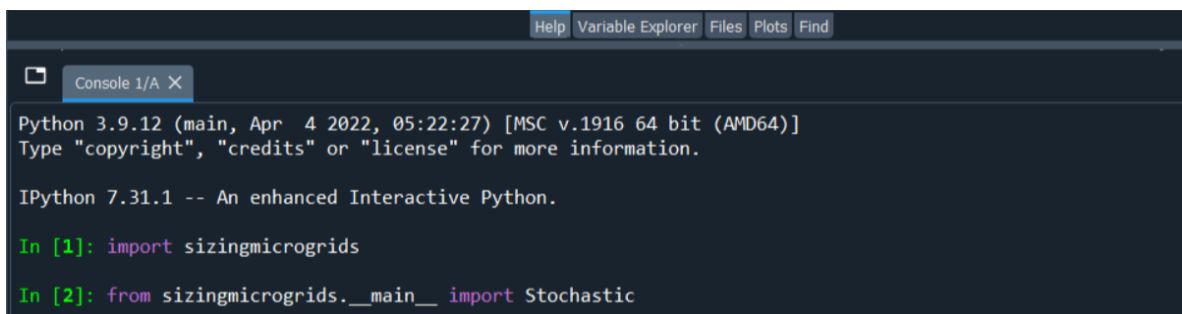 Help Variable Explorer Files Plots Find
Console 1/A X
Python 3.9.12 (main, Apr  4 2022, 05:22:27) [MSC v.1916 64 bit (AMD64)]
Type "copyright", "credits" or "license" for more information.
IPython 7.31.1 -- An enhanced Interactive Python.
In [1]: import sizingmicrogrids
In [2]: from sizingmicrogrids.__main__ import Stochastic